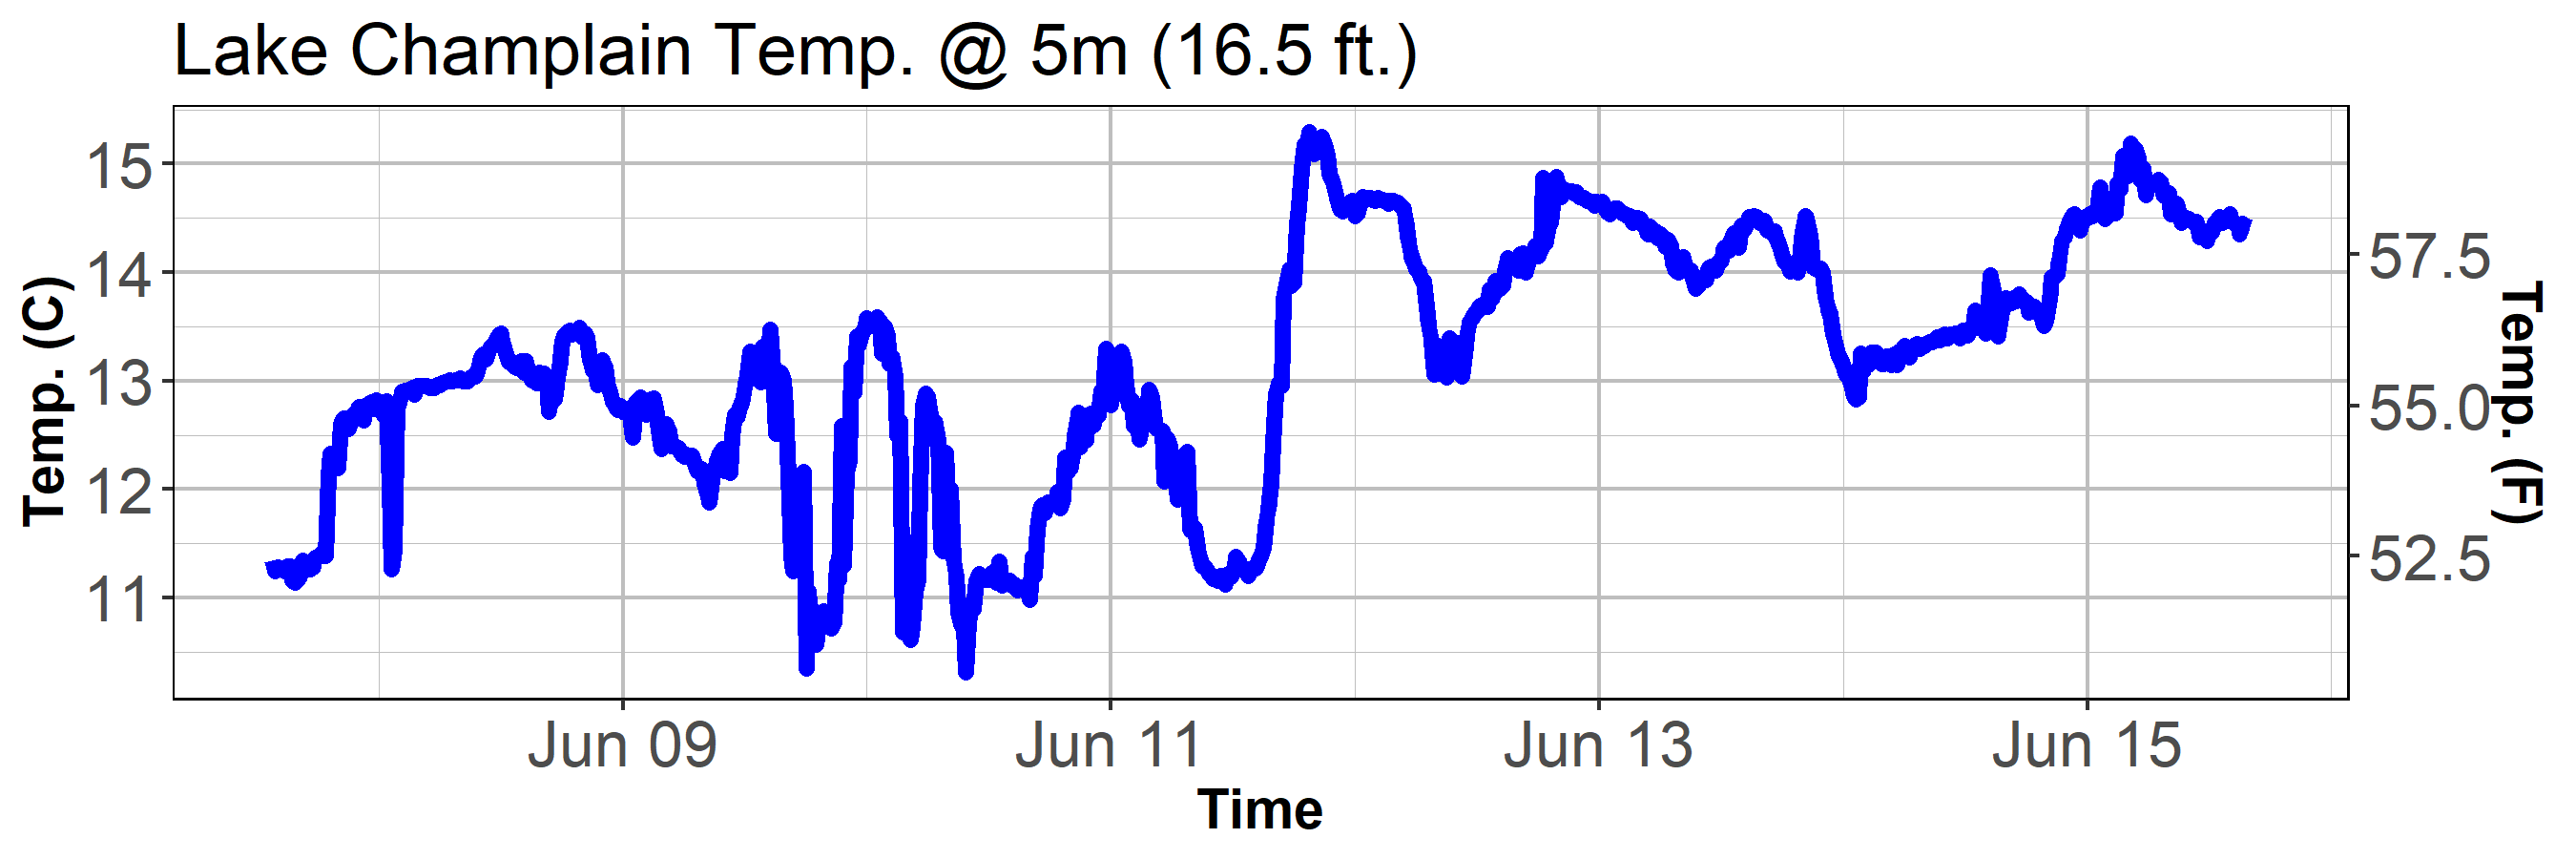 Lake Champlain Temp. @ 5m (16.5 ft.)
Temp. (C)
15
14
13
12
11
57.5
55.0
52.5
Temp. (F)
Jun 09
Jun 11
Jun 13
Jun 15
Time